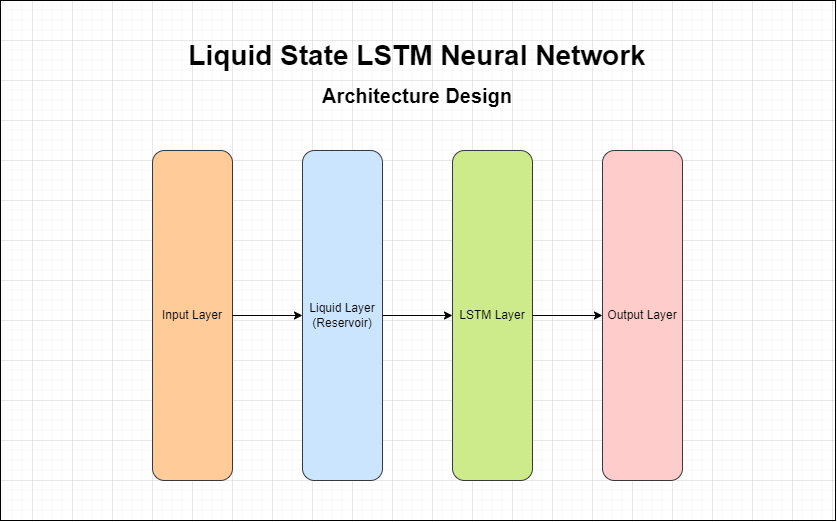 Liquid State LSTM Neural Network
Architecture Design
Input Layer
Liquid Layer
(Reservoir)
LSTM Layer
Output Layer